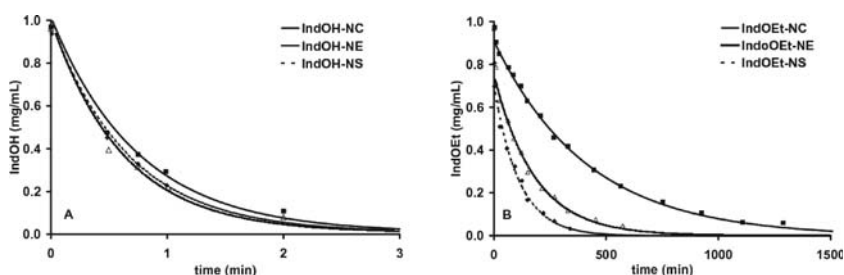 IndOH (mg/mL)
1.0
0.8
0.6
0.4
0.2
0.0
0
1
2
3
time (min)
A
IndOH-NC
IndOH-NE
IndOH-NS
IndOEt (mg/mL)
1.0
0.8
0.6
0.4
0.2
0.0
0
500
1000
1500
time (min)
B
IndOEt-NC
IndoOEt-NE
IndOEt-NS